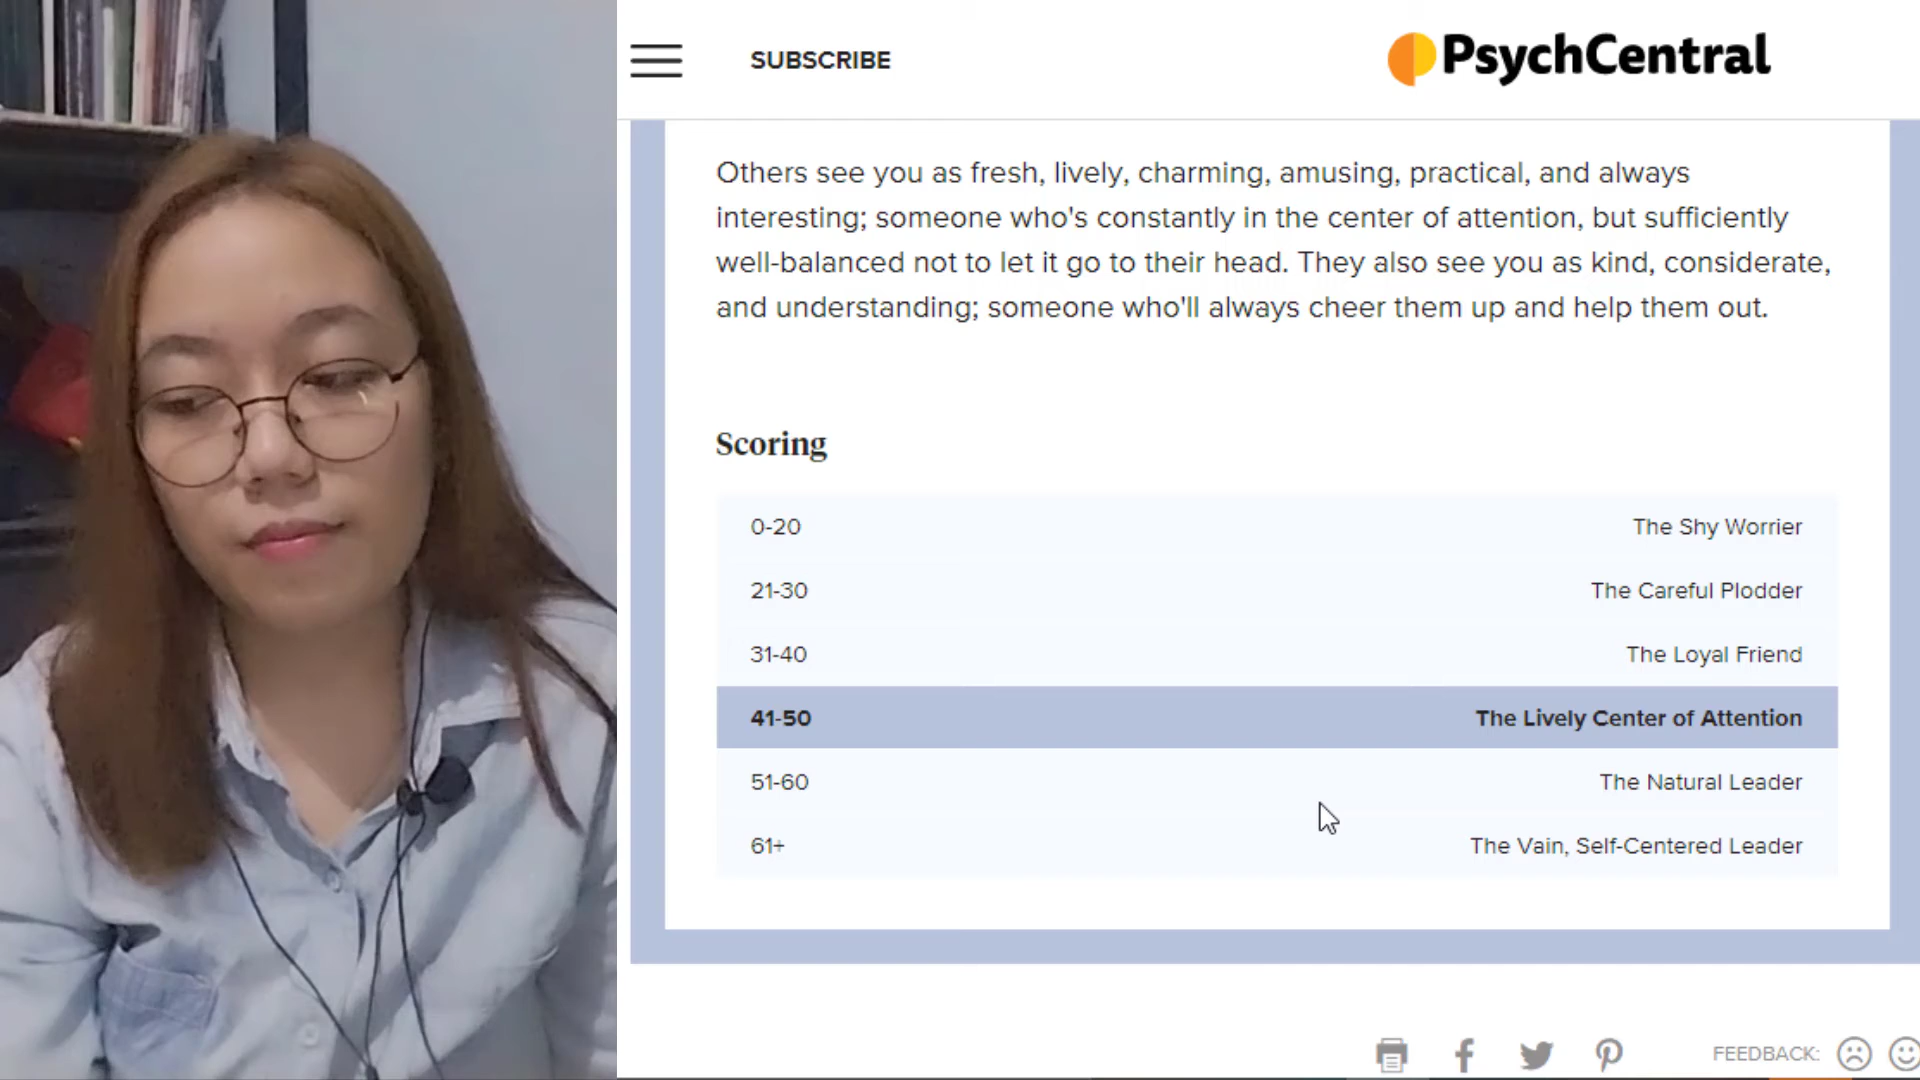 SUBSCRIBE
PsychCentral
Others see you as fresh, lively, charming, amusing, practical, and always
interesting; someone who's constantly in the center of attention, but sufficiently
well-balanced not to let it go to their head. They also see you as kind, considerate,
and understanding; someone who'll always cheer them up and help them out.
Scoring
0-20 The Shy Worrier
21-30 The Careful Plodder
31-40 The Loyal Friend
41-50 The Lively Center of Attention
51-60 The Natural Leader
61+ The Vain, Self-Centered Leader
FEEDBACK: